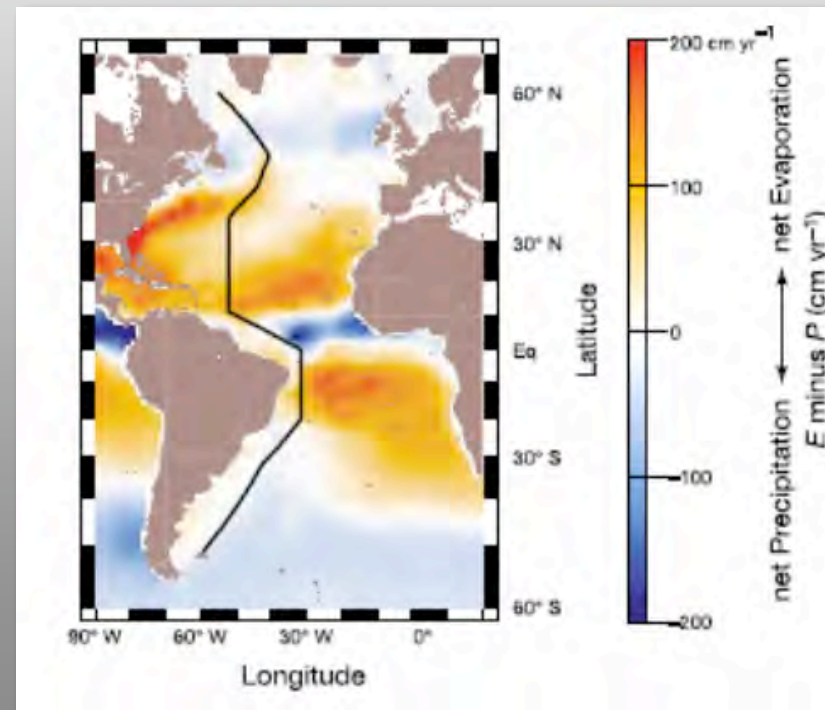 200 cm yr⁻¹
60° N
100
30° N
0
Eq
30° S
-100
60° S
-200
90° W 60° W 30° W 0°
Longitude
Latitude
net Precipitation ↔ net Evaporation
E minus P (cm yr⁻¹)